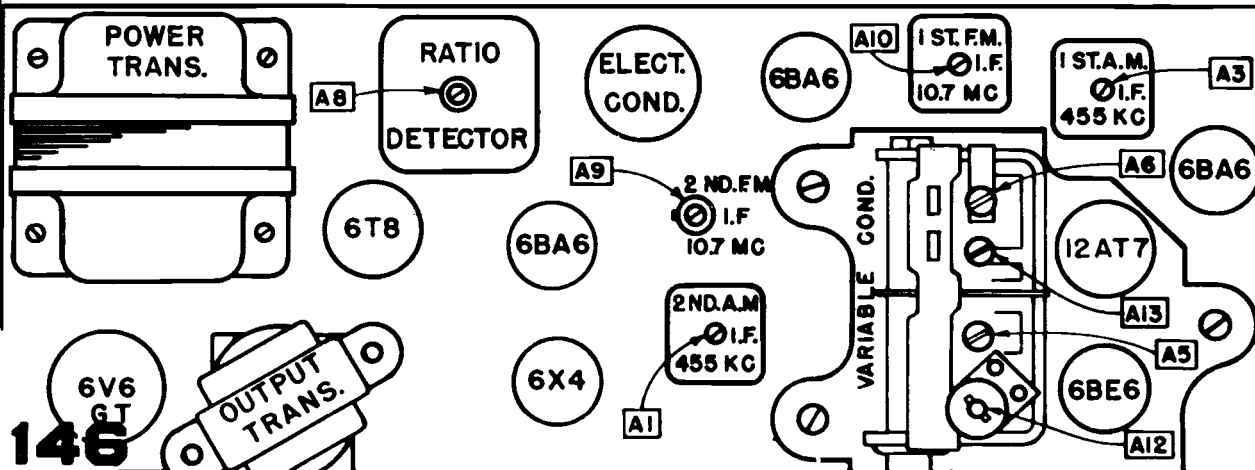 POWER
TRANS.
A8
RATIO
DETECTOR
ELECT.
COND.
6BA6
A10
1 ST. F.M.
I.F.
10.7 MC
1 ST. A.M.
I.F.
455 KC
A3
6BA6
A9
2 ND. F.M
I.F
10.7 MC
6T8
6BA6
VARIABLE COND.
A6
12AT7
A13
2ND. A.M
I.F.
455 KC
A1
A5
6V6
GT
OUTPUT
TRANS.
6X4
6BE6
A12
146